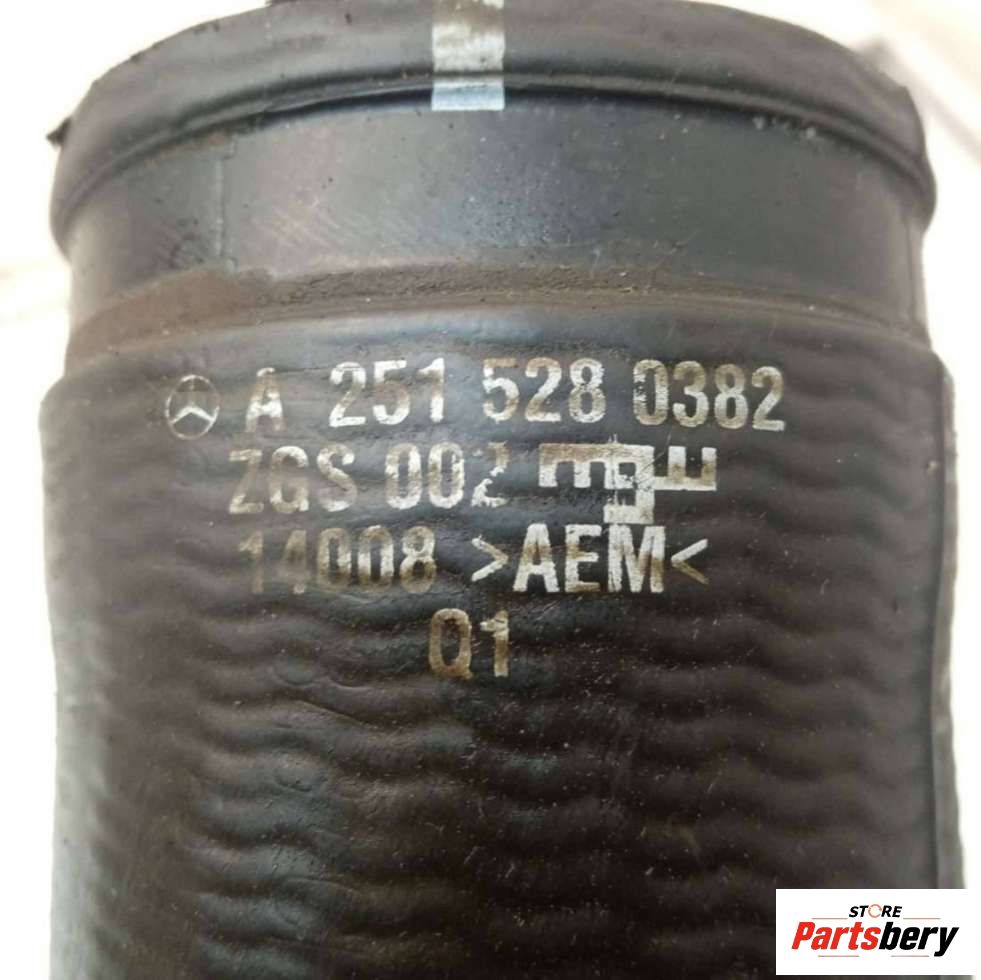 A 251 528 0382
ZGS 002
14008 >AEM<
Q1
STORE
Partsbery